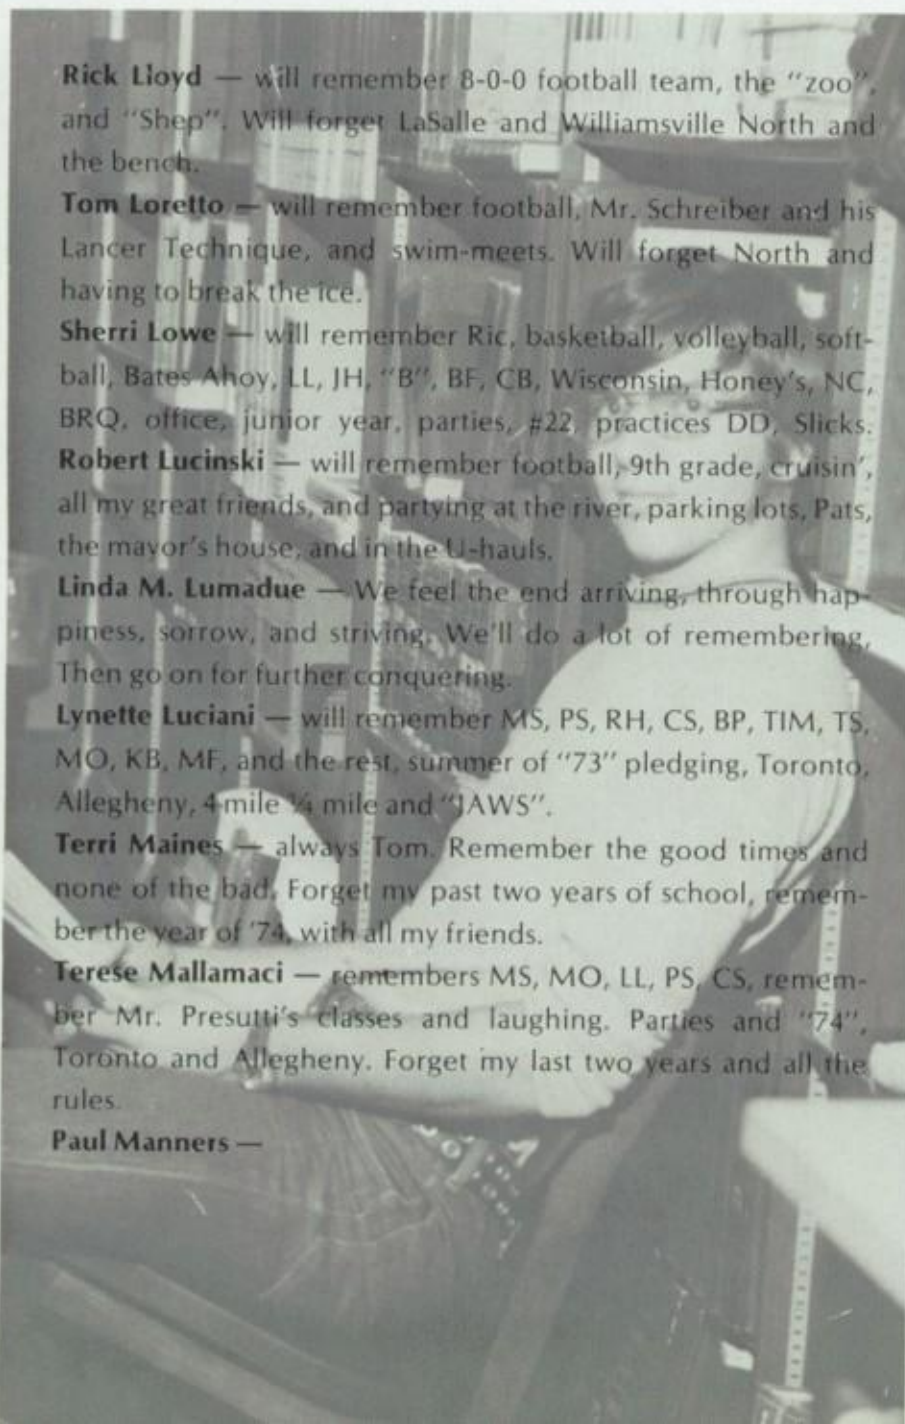 Rick Lloyd — will remember 8-0-0 football team, the "zoo",
and "Shep". Will forget LaSalle and Williamsville North and
the bench.
Tom Loretto — will remember football, Mr. Schreiber and his
Lancer Technique, and swim-meets. Will forget North and
having to break the ice.
Sherri Lowe — will remember Ric, basketball, volleyball, soft-
ball, Bates Ahoy, LL, JH, "B", BF, CB, Wisconsin, Honey's, NC,
BRQ, office, junior year, parties, #22, practices DD, Slicks.
Robert Lucinski — will remember football, 9th grade, cruisin',
all my great friends, and partying at the river, parking lots, Pats,
the mayor's house, and in the U-hauls.
Linda M. Lumadue — We feel the end arriving, through hap-
piness, sorrow, and striving. We'll do a lot of remembering,
Then go on for further conquering.
Lynette Luciani — will remember MS, PS, RH, CS, BP, TIM, TS,
MO, KB, MF, and the rest, summer of "73" pledging, Toronto,
Allegheny, 4 mile ¼ mile and "JAWS".
Terri Maines — always Tom. Remember the good times and
none of the bad. Forget my past two years of school, remem-
ber the year of '74, with all my friends.
Terese Mallamaci — remembers MS, MO, LL, PS, CS, remem-
ber Mr. Presutti's classes and laughing. Parties and "74",
Toronto and Allegheny. Forget my last two years and all the
rules.
Paul Manners —